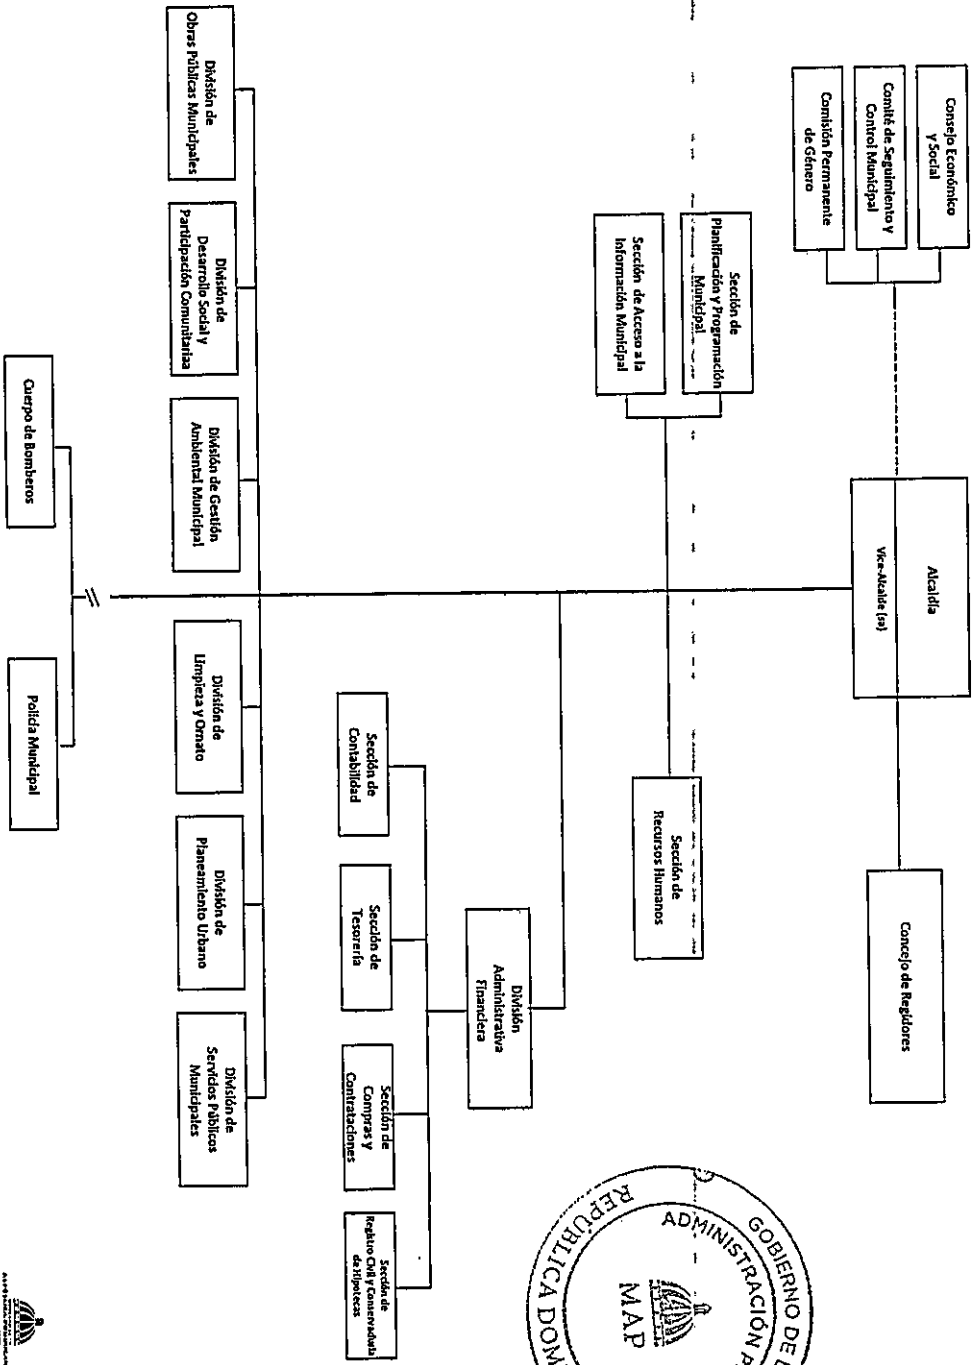 Consejo Económico
y Social
Comité de Seguimiento y
Control Municipal
Comisión Permanente
de Género
Alcaldía
Vice-Alcalde (sa)
Concejo de Regidores
Sección de
Planificación y Programación
Municipal
Sección de Acceso a la
Información Municipal
Sección de
Recursos Humanos
División
Administrativa
Financiera
Sección de
Contabilidad
Sección de
Tesorería
Sección de
Compras y
Contrataciones
Sección de
Registro Civil y Conservaduría
de Hipotecas
División de
Obras Públicas Municipales
División de
Desarrollo Social y
Participación Comunitariaa
División de Gestión
Ambiental Municipal
División de
Limpieza y Ornato
División de
Planeamiento Urbano
División de
Servicios Públicos
Municipales
Cuerpo de Bomberos
Policía Municipal
GOBIERNO DE L
ADMINISTRACIÓN P
MAP
REPÚBLICA DOM